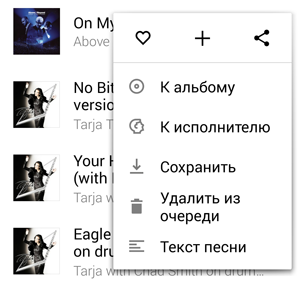 On My
Above
К альбому
No Bit
versio
Tarja T
К исполнителю
Your H
(with
Tarja w
Сохранить
Удалить из
очереди
Eagle
on dru
Текст песни
Tarja with Chad Smith on drum...